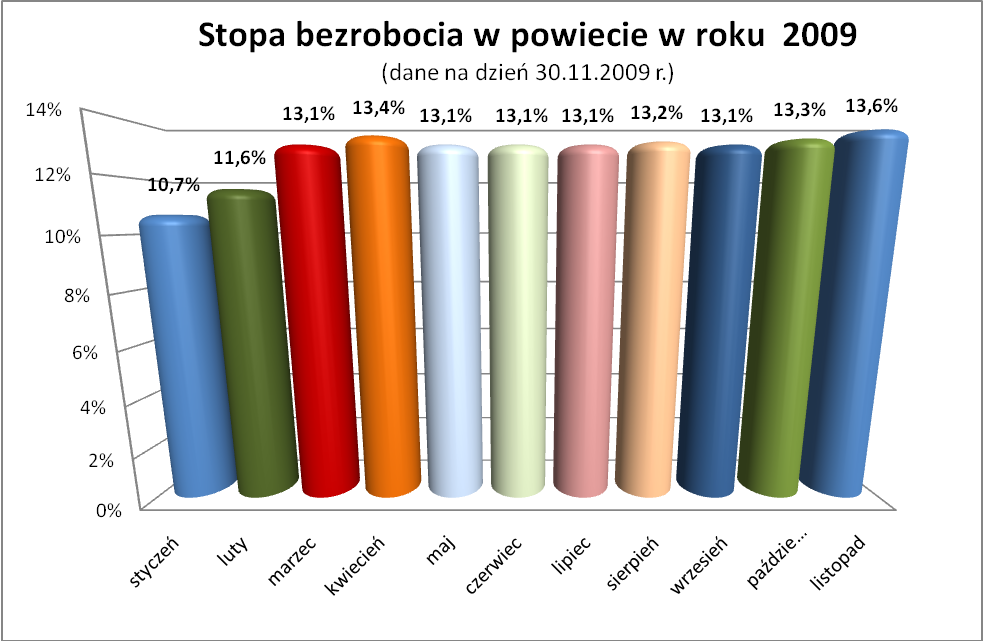 Stopa bezrobocia w powiecie w roku  2009
(dane na dzień 30.11.2009 r.)
14%
12%
10%
8%
6%
4%
2%
0%
10,7%
11,6%
13,1%
13,4%
13,1%
13,1%
13,1%
13,2%
13,1%
13,3%
13,6%
styczeń
luty
marzec
kwiecień
maj
czerwiec
lipiec
sierpień
wrzesień
paździe...
listopad